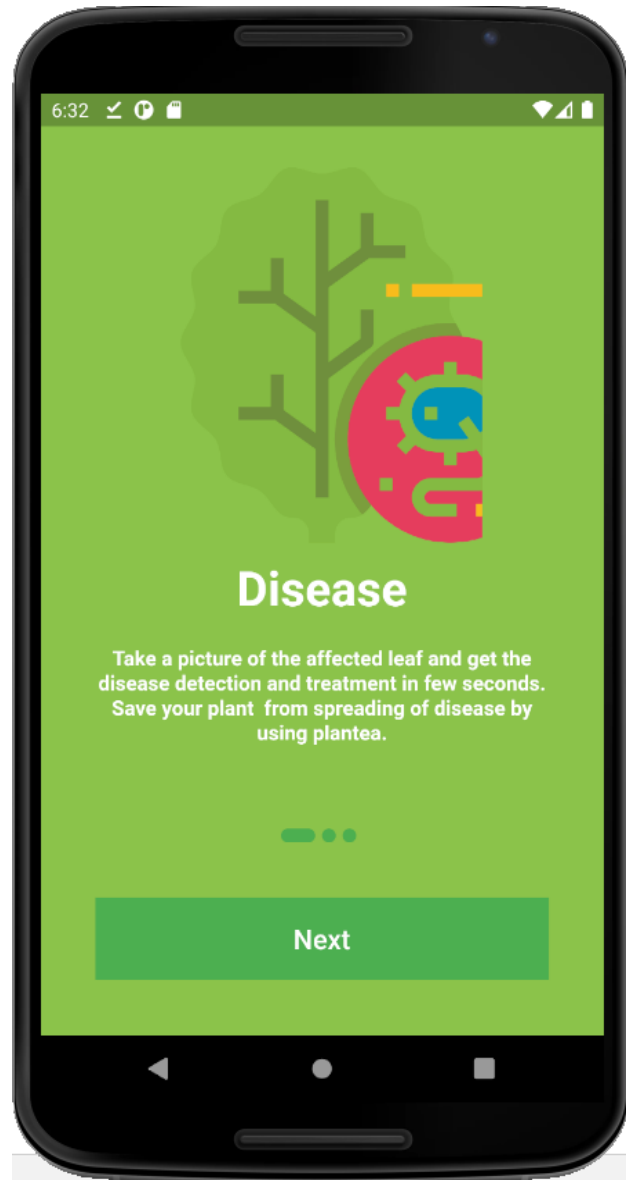 6:32
Disease
Take a picture of the affected leaf and get the
disease detection and treatment in few seconds.
Save your plant  from spreading of disease by
using plantea.
Next